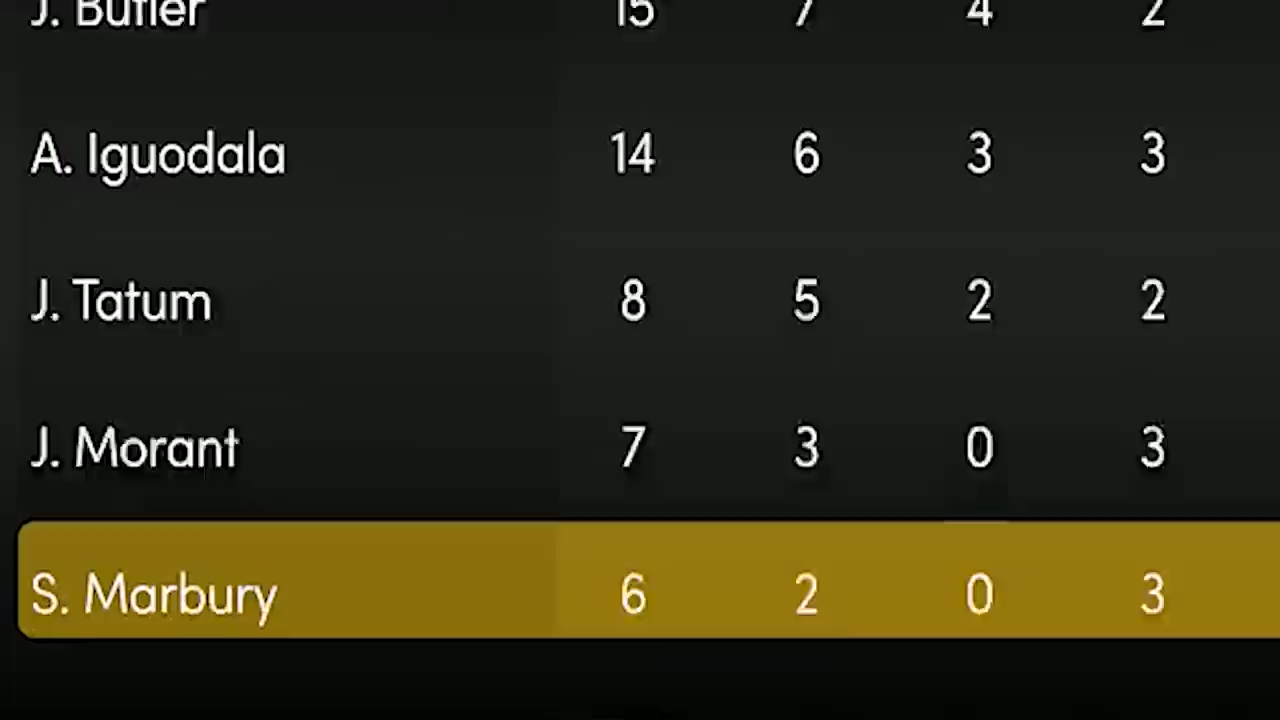 J. Butler 15 7 4 2
A. Iguodala 14 6 3 3
J. Tatum 8 5 2 2
J. Morant 7 3 0 3
S. Marbury 6 2 0 3